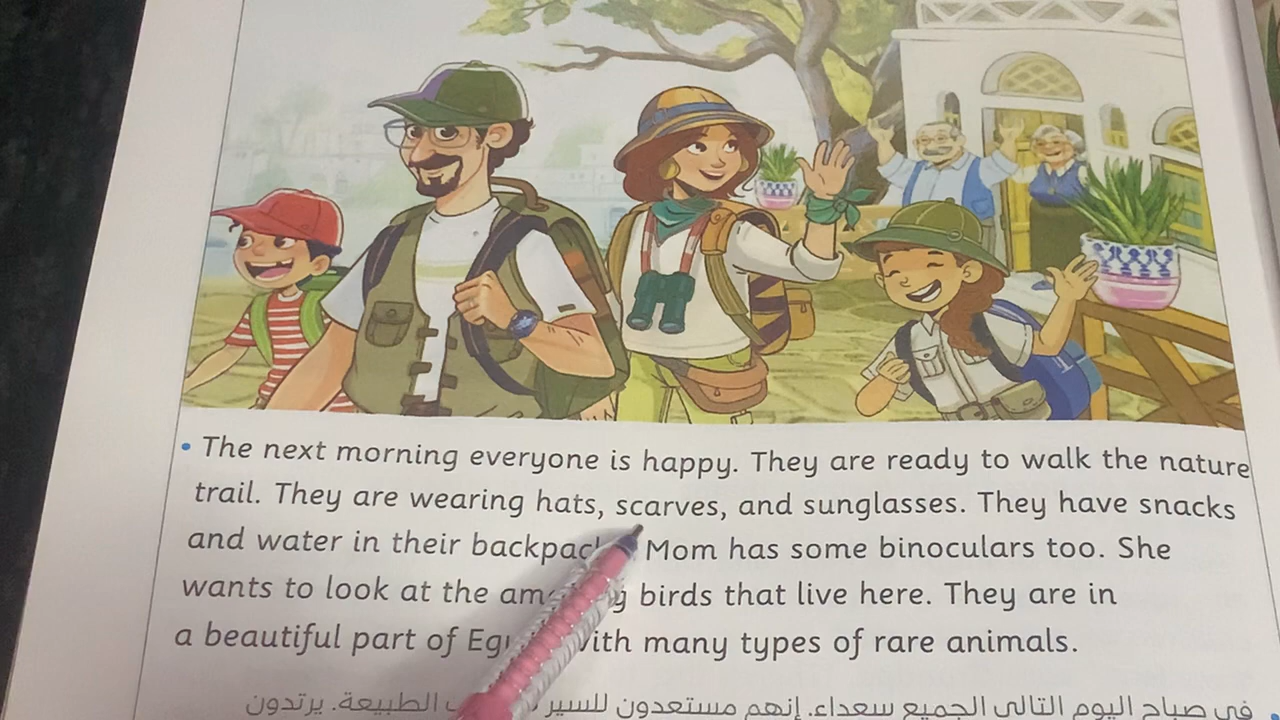 • The next morning everyone is happy. They are ready to walk the nature
trail. They are wearing hats, scarves, and sunglasses. They have snacks
and water in their Mom has some binoculars too. She
wants to look at the birds that live here. They are in
a beautiful part of with many types of rare animals.
في صباح اليوم التالي الجميع سعداء. إنهم مستعدون للسير الطبيعة. يرتدون